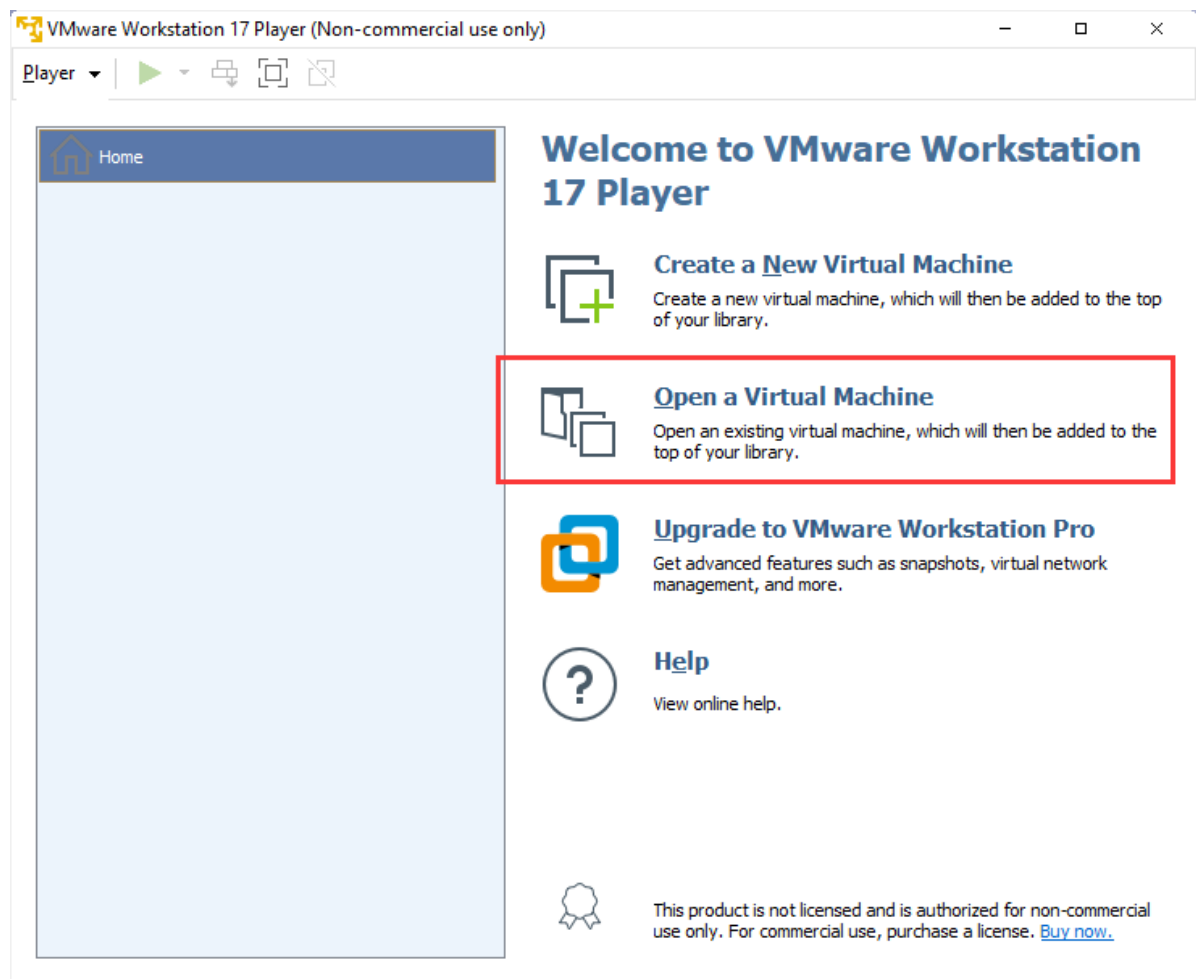 VMware Workstation 17 Player (Non-commercial use only)
Player
Home
Welcome to VMware Workstation
17 Player
Create a New Virtual Machine
Create a new virtual machine, which will then be added to the top
of your library.
Open a Virtual Machine
Open an existing virtual machine, which will then be added to the
top of your library.
Upgrade to VMware Workstation Pro
Get advanced features such as snapshots, virtual network
management, and more.
Help
View online help.
This product is not licensed and is authorized for non-commercial
use only. For commercial use, purchase a license. Buy now.